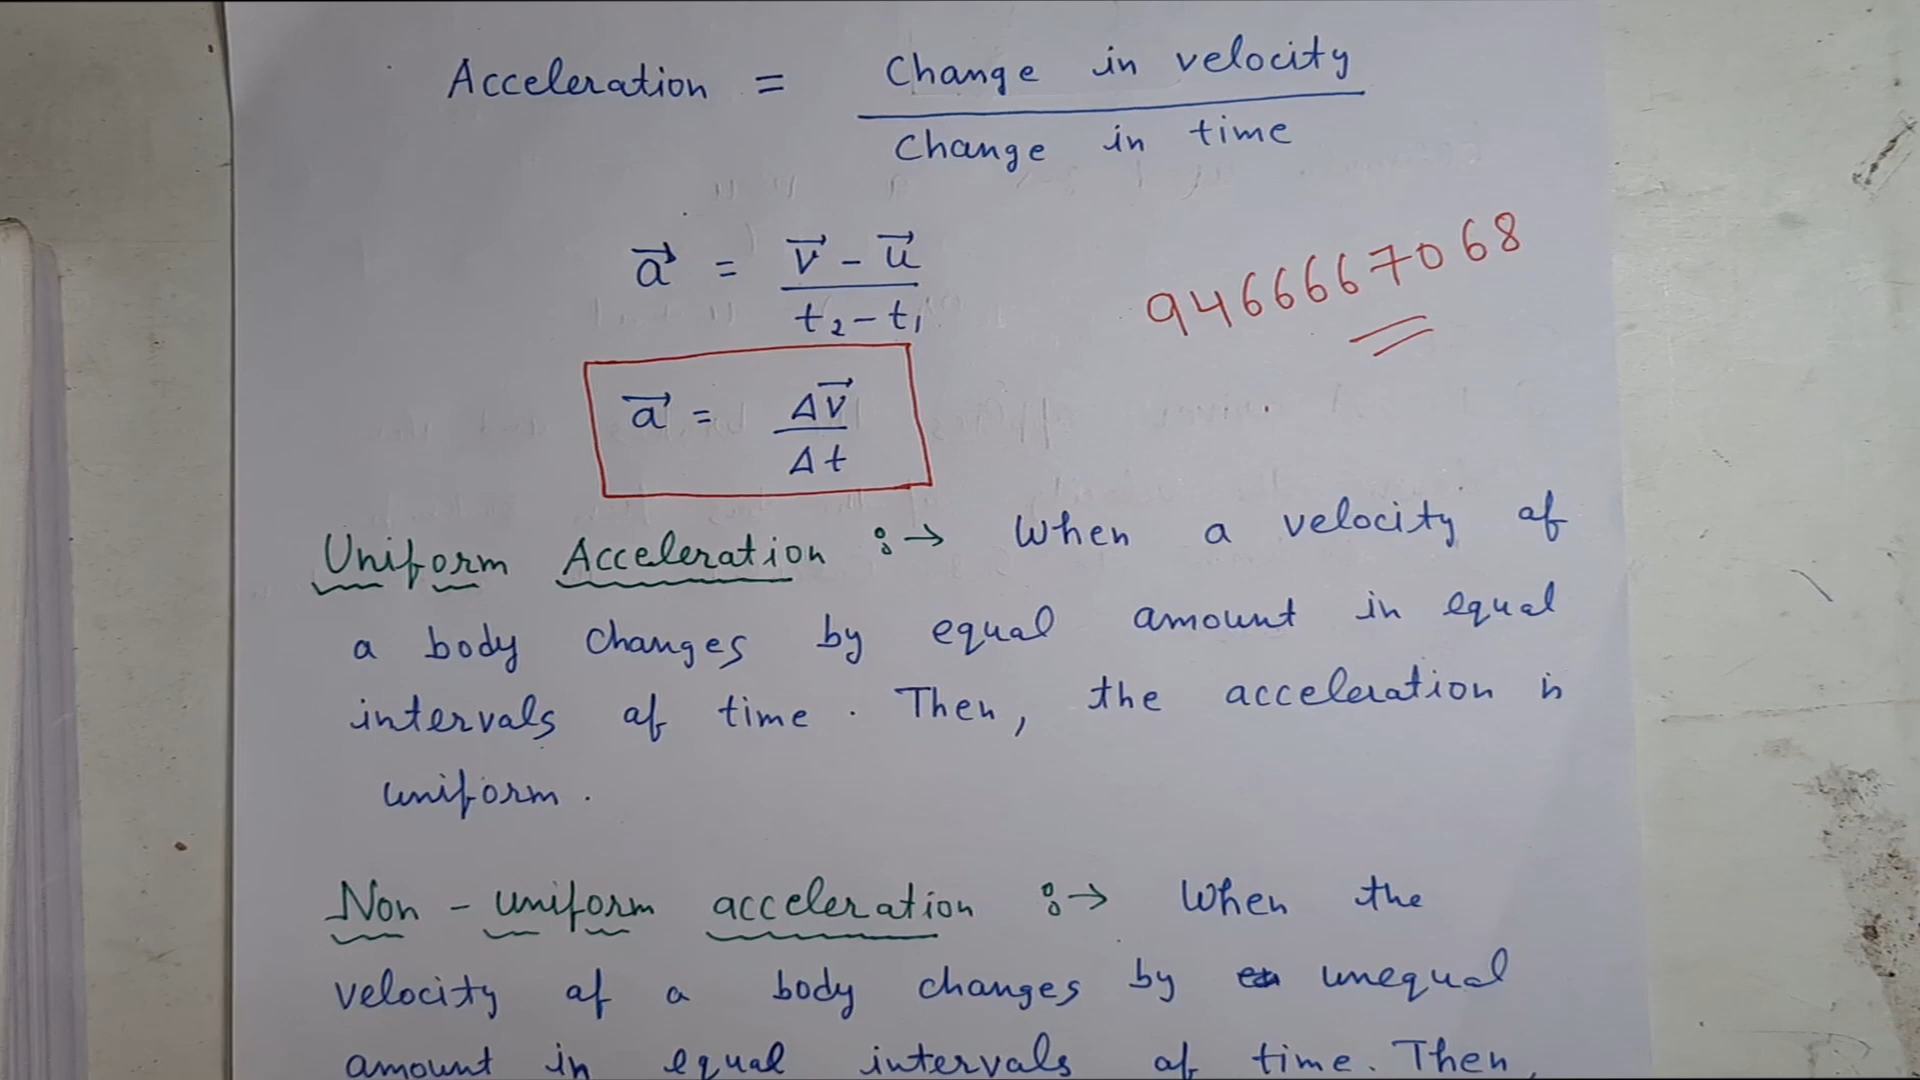 Acceleration = Change in velocity
Change in time
a⃗ = v⃗ - u⃗
t₂ - t₁
9466667068
a⃗ = Δv⃗
Δt
Uniform Acceleration :→ When a velocity of
a body changes by equal amount in equal
intervals of time. Then, the acceleration is
uniform.
Non-uniform acceleration :→ When the
velocity of a body changes by unequal
amount in equal intervals of time. Then,